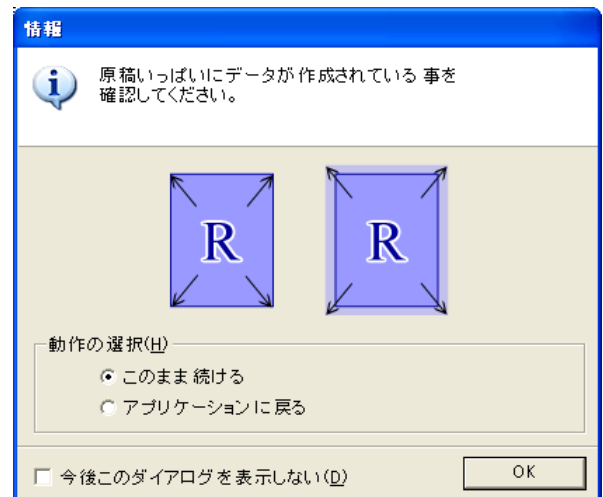 情報
原稿いっぱいにデータが作成されている 事を
確認してください。
R R
動作の選択(H)
このまま 続ける
アプリケーションに 戻る
今後このダイアログを表示しない(D)
OK